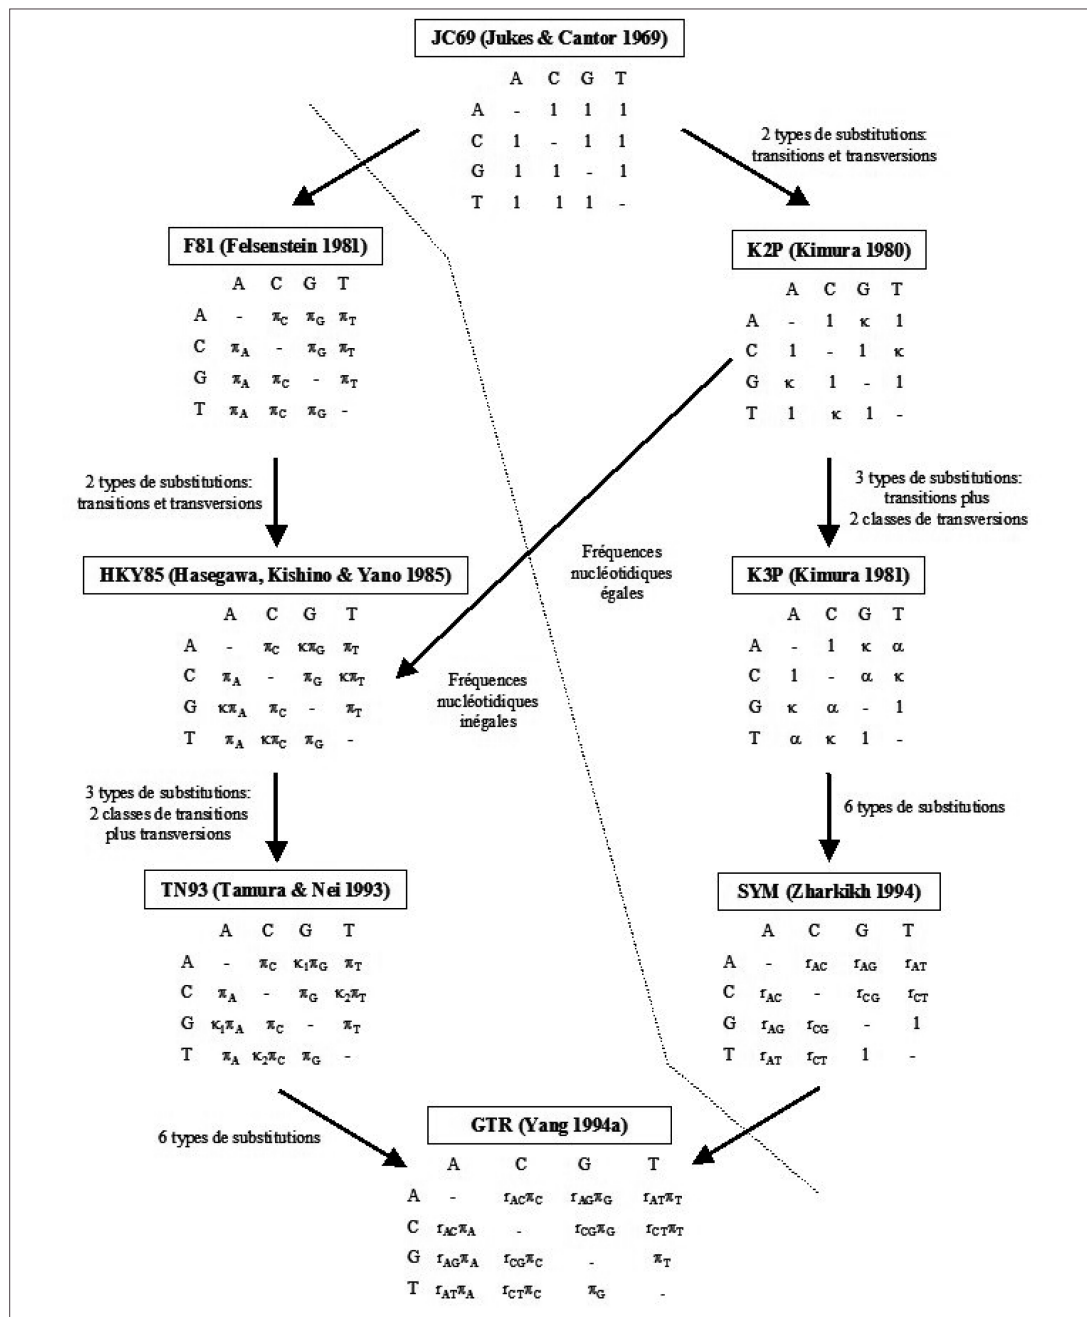 JC69 (Jukes & Cantor 1969)
A C G T
A - 1 1 1
C 1 - 1 1
G 1 1 - 1
T 1 1 1 -
2 types de substitutions:
transitions et transversions
F81 (Felsenstein 1981)
A C G T
A - πC πG πT
C πA - πG πT
G πA πC - πT
T πA πC πG -
K2P (Kimura 1980)
A C G T
A - 1 κ 1
C 1 - 1 κ
G κ 1 - 1
T 1 κ 1 -
2 types de substitutions:
transitions et transversions
3 types de substitutions:
transitions plus
2 classes de transversions
Fréquences
nucléotidiques
égales
HKY85 (Hasegawa, Kishino & Yano 1985)
A C G T
A - πC κπG πT
C πA - πG κπT
G κπA πC - πT
T πA κπC πG -
Fréquences
nucléotidiques
inégales
K3P (Kimura 1981)
A C G T
A - 1 κ α
C 1 - α κ
G κ α - 1
T α κ 1 -
3 types de substitutions:
2 classes de transitions
plus transversions
6 types de substitutions
TN93 (Tamura & Nei 1993)
A C G T
A - πC κ1πG πT
C πA - πG κ2πT
G κ1πA πC - πT
T πA κ2πC πG -
SYM (Zharkikh 1994)
A C G T
A - rAC rAG rAT
C rAC - rCG rCT
G rAG rCG - 1
T rAT rCT 1 -
6 types de substitutions
GTR (Yang 1994a)
A C G T
A - rACπC rAGπG rATπT
C rACπA - rCGπG rCTπT
G rAGπA rCGπC - πT
T rATπA rCTπC πG -